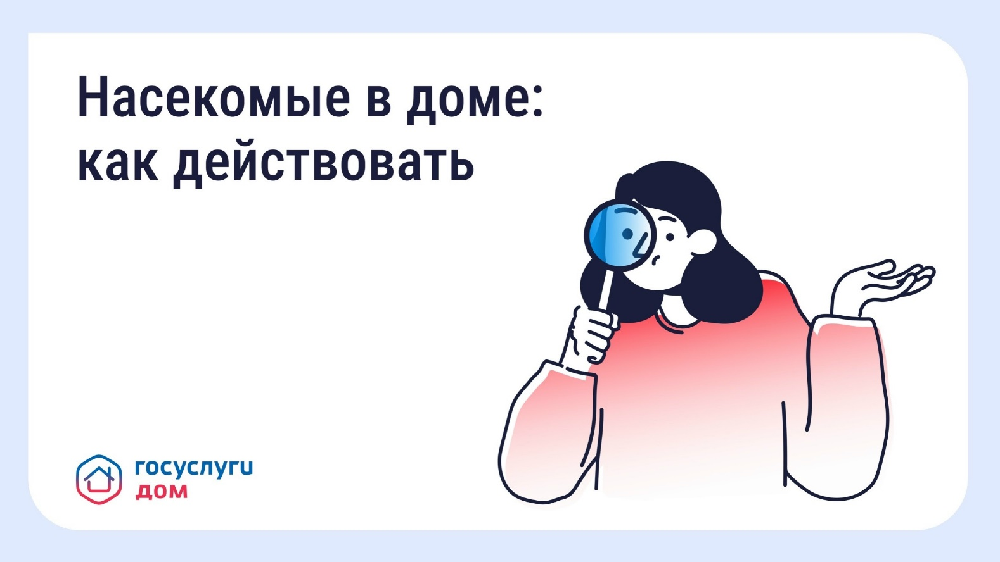 Насекомые в доме:
как действовать
госуслуги
дом